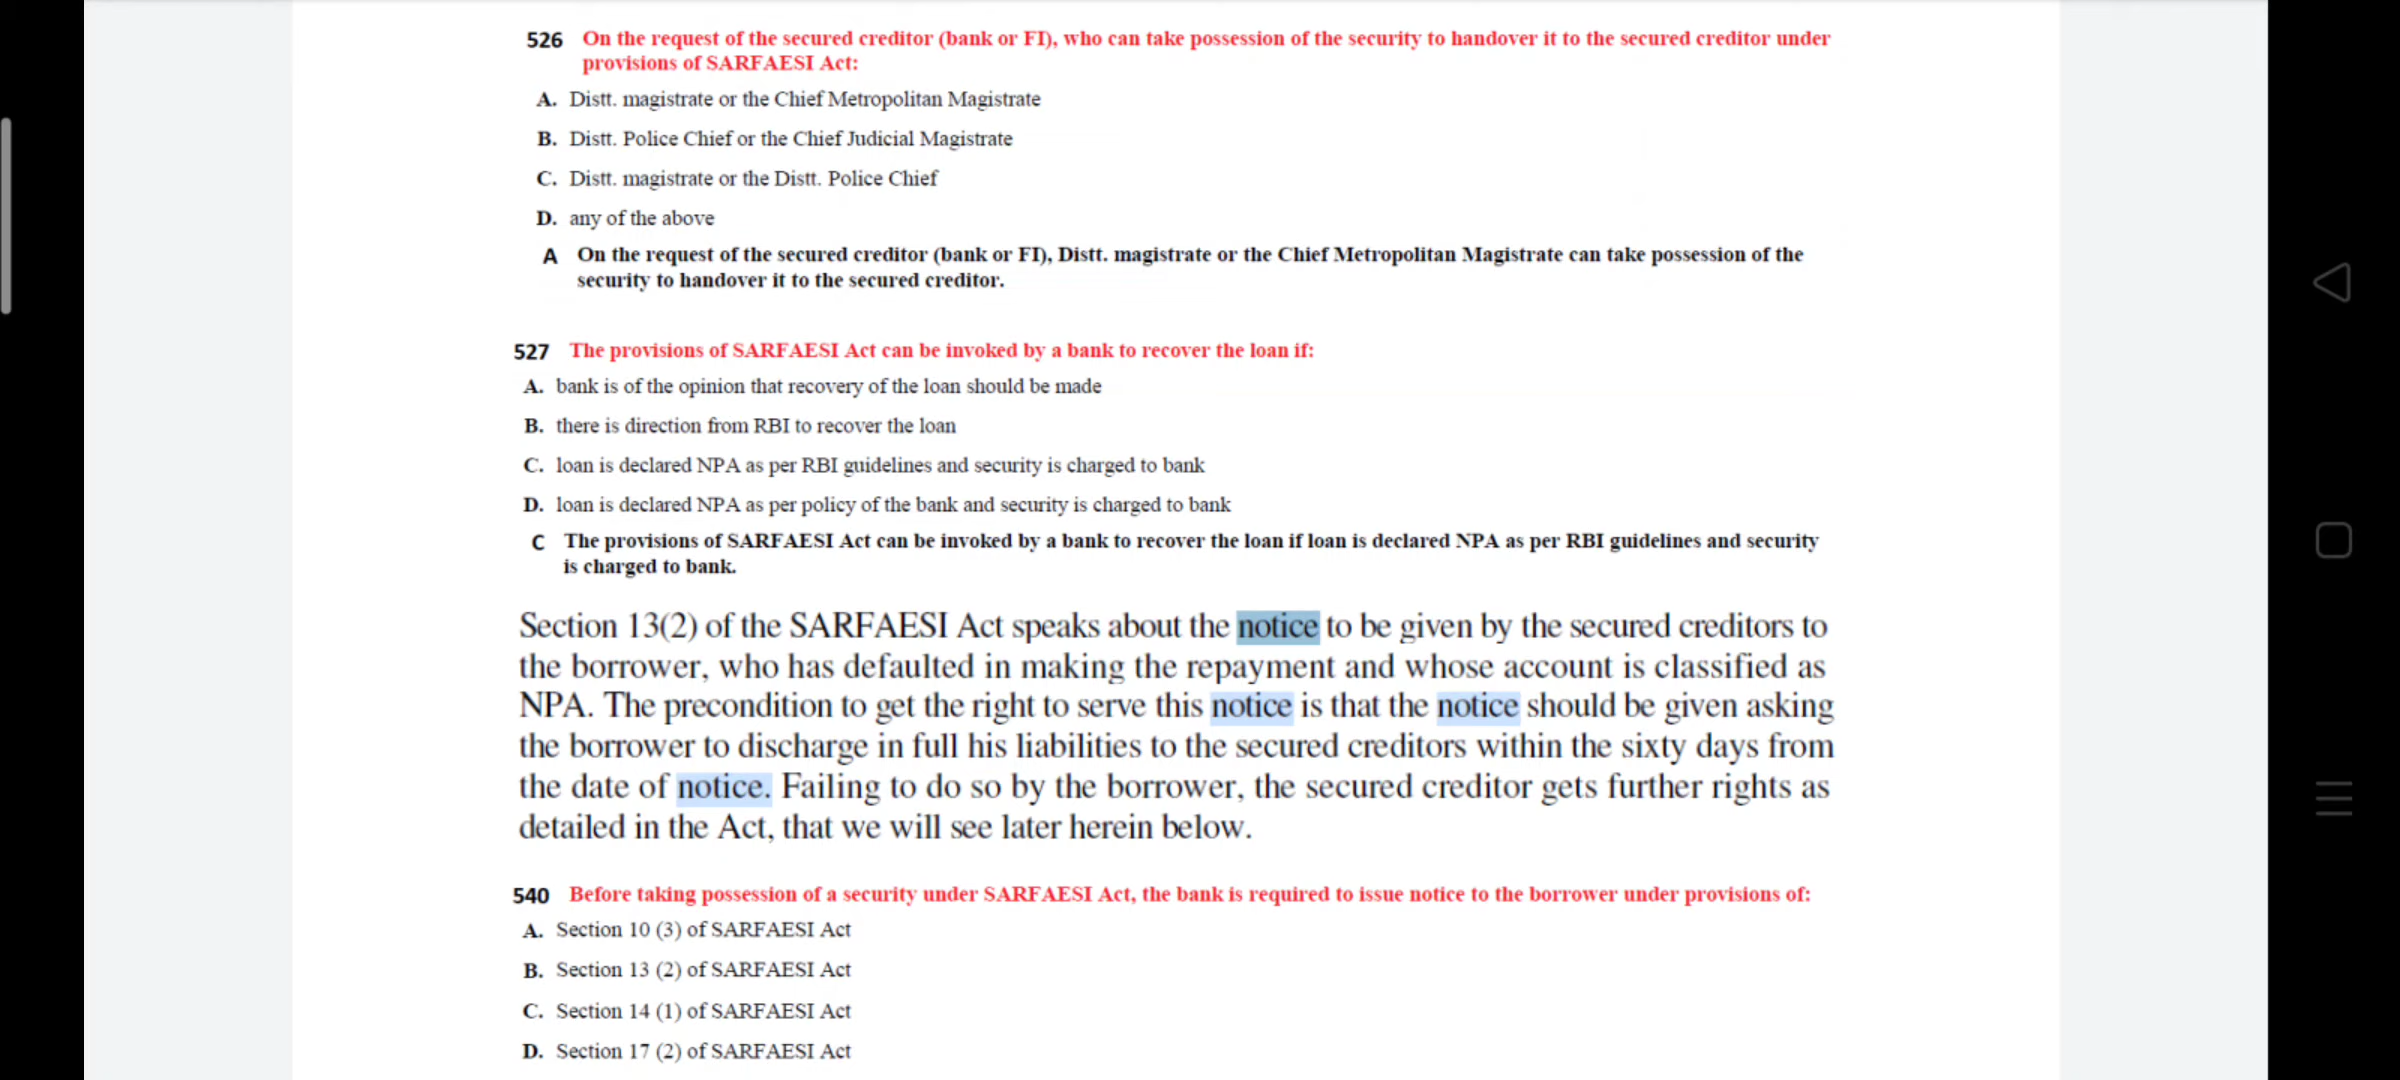 526 On the request of the secured creditor (bank or FI), who can take possession of the security to handover it to the secured creditor under
provisions of SARFAESI Act:
A. Distt. magistrate or the Chief Metropolitan Magistrate
B. Distt. Police Chief or the Chief Judicial Magistrate
C. Distt. magistrate or the Distt. Police Chief
D. any of the above
A On the request of the secured creditor (bank or FI), Distt. magistrate or the Chief Metropolitan Magistrate can take possession of the
security to handover it to the secured creditor.
527 The provisions of SARFAESI Act can be invoked by a bank to recover the loan if:
A. bank is of the opinion that recovery of the loan should be made
B. there is direction from RBI to recover the loan
C. loan is declared NPA as per RBI guidelines and security is charged to bank
D. loan is declared NPA as per policy of the bank and security is charged to bank
C The provisions of SARFAESI Act can be invoked by a bank to recover the loan if loan is declared NPA as per RBI guidelines and security
is charged to bank.
Section 13(2) of the SARFAESI Act speaks about the notice to be given by the secured creditors to
the borrower, who has defaulted in making the repayment and whose account is classified as
NPA. The precondition to get the right to serve this notice is that the notice should be given asking
the borrower to discharge in full his liabilities to the secured creditors within the sixty days from
the date of notice. Failing to do so by the borrower, the secured creditor gets further rights as
detailed in the Act, that we will see later herein below.
540 Before taking possession of a security under SARFAESI Act, the bank is required to issue notice to the borrower under provisions of:
A. Section 10 (3) of SARFAESI Act
B. Section 13 (2) of SARFAESI Act
C. Section 14 (1) of SARFAESI Act
D. Section 17 (2) of SARFAESI Act